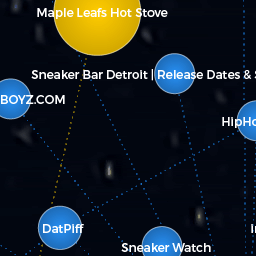 Maple Leafs Hot Stove
Sneaker Bar Detroit | Release Dates &
BOYZ.COM
HipHo
DatPiff
Sneaker Watch